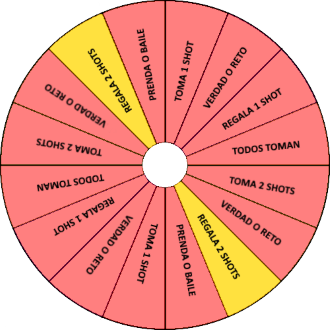 TOMA 1 SHOT
VERDAD O RETO
REGALA 1 SHOT
TODOS TOMAN
TOMA 2 SHOTS
VERDAD O RETO
REGALA 2 SHOTS
PRENDA O BAILE
TOMA 1 SHOT
VERDAD O RETO
REGALA 1 SHOT
TODOS TOMAN
TOMA 2 SHOTS
VERDAD O RETO
REGALA 2 SHOTS
PRENDA O BAILE